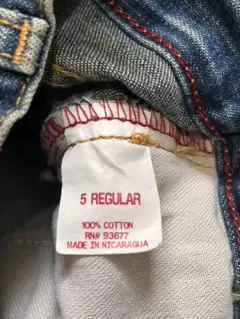 5 REGULAR
100% COTTON
RN# 93677
MADE IN NICARAGUA